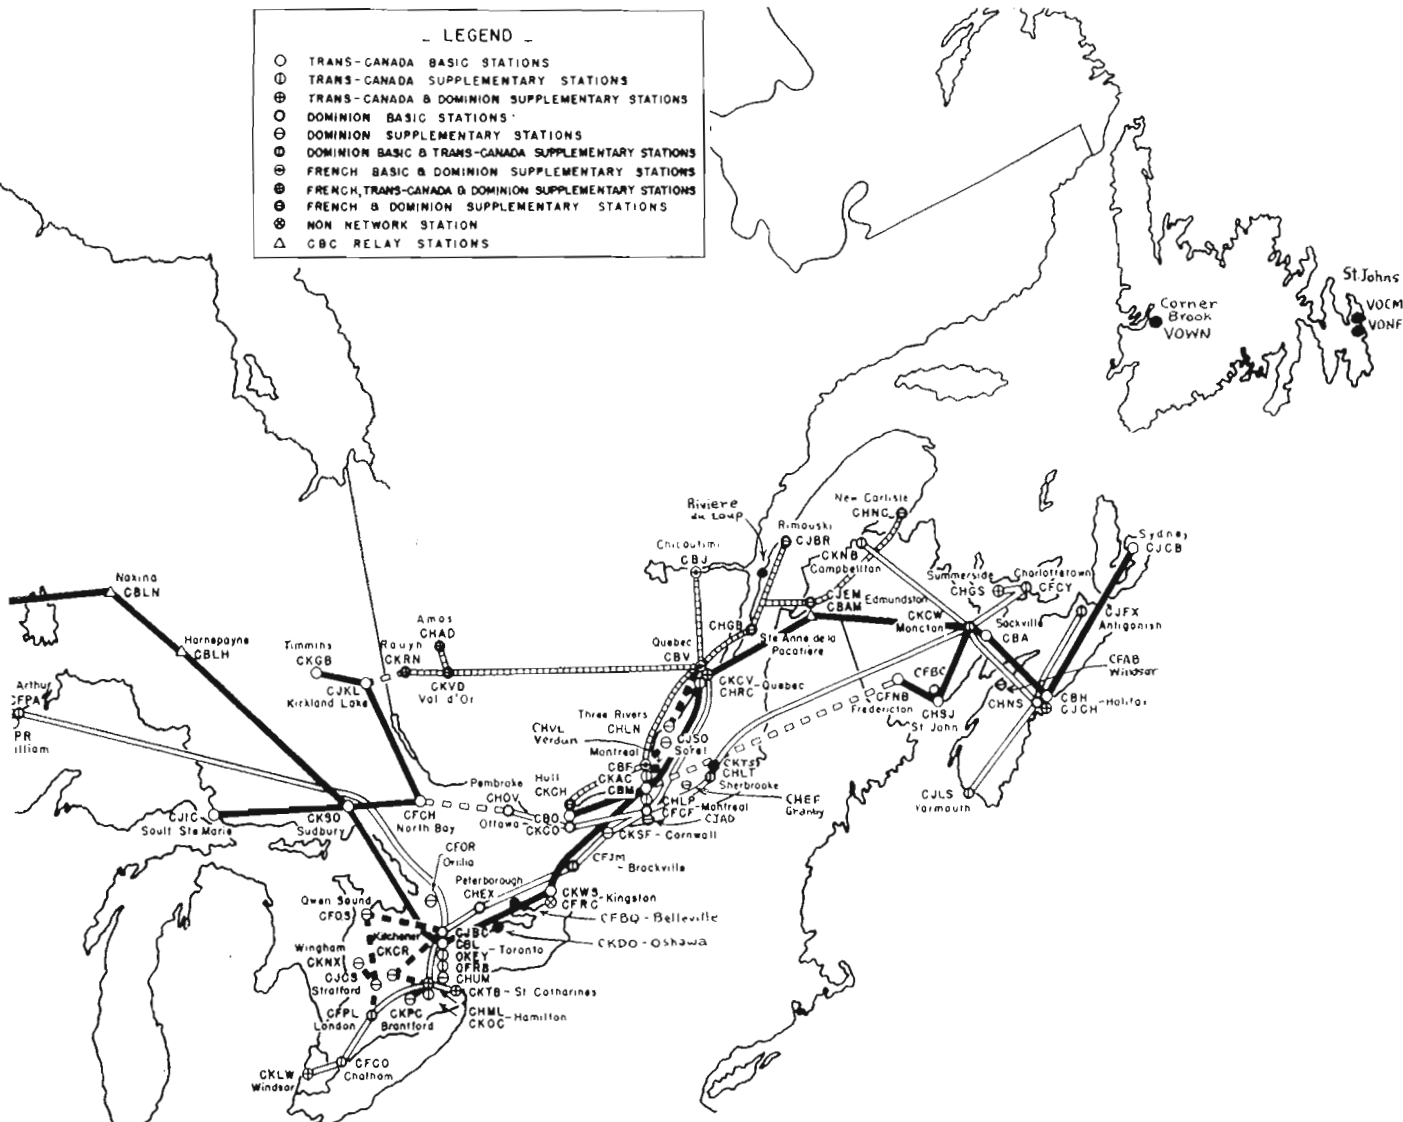 _ LEGEND _
TRANS-CANADA BASIC STATIONS
TRANS-CANADA SUPPLEMENTARY STATIONS
TRANS-CANADA & DOMINION SUPPLEMENTARY STATIONS
DOMINION BASIC STATIONS
DOMINION SUPPLEMENTARY STATIONS
DOMINION BASIC & TRANS-CANADA SUPPLEMENTARY STATIONS
FRENCH BASIC & DOMINION SUPPLEMENTARY STATIONS
FRENCH, TRANS-CANADA & DOMINION SUPPLEMENTARY STATIONS
FRENCH & DOMINION SUPPLEMENTARY STATIONS
NON NETWORK STATION
CBC RELAY STATIONS
St. Johns
VOCM
VONF
Corner
Brook
VOWN
New Carlisle
CHNC
Riviere
du Loup
Rimouski
CJBR
Chicoutimi
CBJ
CKNB
Campbellton
Sydney
CJCB
Summerside
CHGS
Charlottetown
CFCY
CJEM
CBAM
Edmundston
CKCW
Moncton
Sackville
CBA
CJFX
Antigonish
CHGB
Ste Anne de la
Pocatiere
CFAB
Windsor
Nakina
CBLN
Hornepayne
CBLH
Timmins
CKGB
CJKL
Kirkland Lake
Amos
CHAD
Rouyn
CKRN
CKVD
Val d'Or
Quebec
CBV
CKCV
CHRC
-Quebec
CFBC
CFNB
Fredericton
CHSJ
St John
CHNS
CBH
CJCH
-Halifax
Arthur
CFPA
PR
illiam
Three Rivers
CHLN
CHVL
Verdun
CJSO
Sorel
Montreal
CBF
CKAC
CBM
CKTS
CHLT
Sherbrooke
CHEF
Granby
CJLS
Yarmouth
Pembroke
CHOV
Hull
CKCH
CBO
Ottawa
CKCO
CHLP
CFCF
-Montreal
CJAD
CKSF - Cornwall
CJIC
Sault Ste Marie
CKSO
Sudbury
CFCH
North Bay
CFOR
Orillia
CFJM
- Brockville
Peterborough
CHEX
CKWS
CFRC
-Kingston
CFBQ - Belleville
CKDO - Oshawa
Owen Sound
CFOS
Kitchener
CKCR
CJBC
CBL
CKEY
CFRB
CHUM
-Toronto
Wingham
CKNX
CJCS
Stratford
CKTB - St Catharines
CFPL
London
CKPC
Brantford
CHML
CKOC
-Hamilton
CFCO
Chatham
CKLW
Windsor